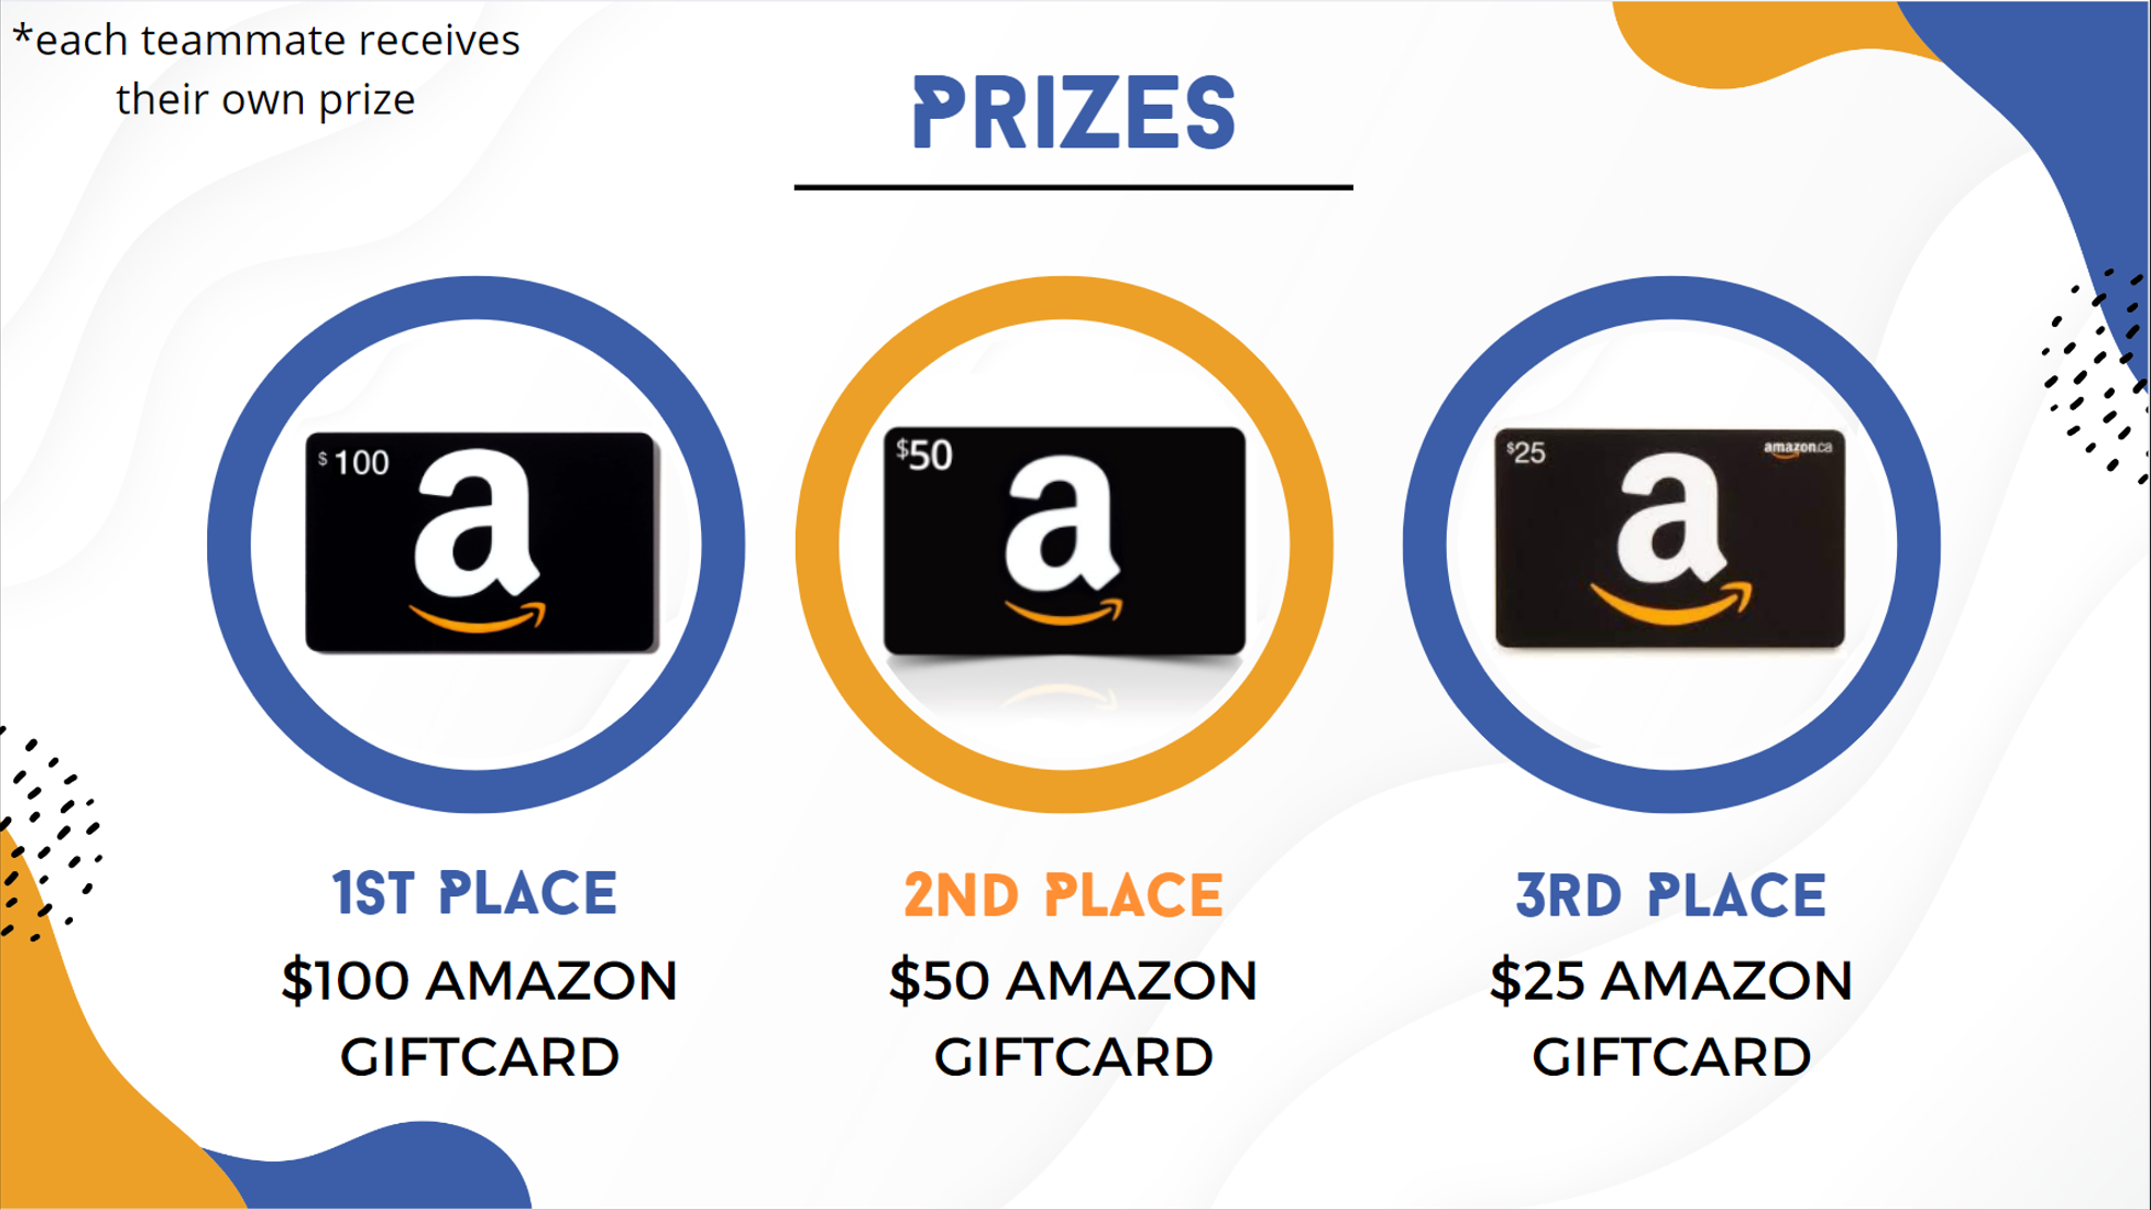 *each teammate receives
their own prize
PRIZES
$100
a
$50
a
$25
amazon.ca
a
1ST PLACE
$100 AMAZON
GIFTCARD
2ND PLACE
$50 AMAZON
GIFTCARD
3RD PLACE
$25 AMAZON
GIFTCARD